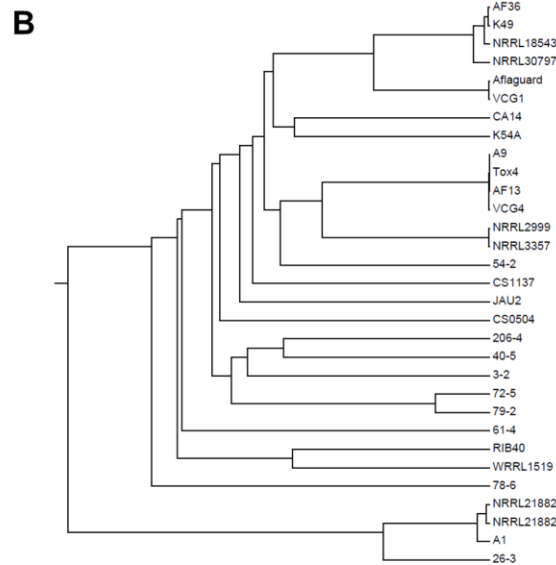 B
AF36
K49
NRRL18543
NRRL30797
Aflaguard
VCG1
CA14
K54A
A9
Tox4
AF13
VCG4
NRRL2999
NRRL3357
54-2
CS1137
JAU2
CS0504
206-4
40-5
3-2
72-5
79-2
61-4
RIB40
WRRL1519
78-6
NRRL21882
NRRL21882
A1
26-3